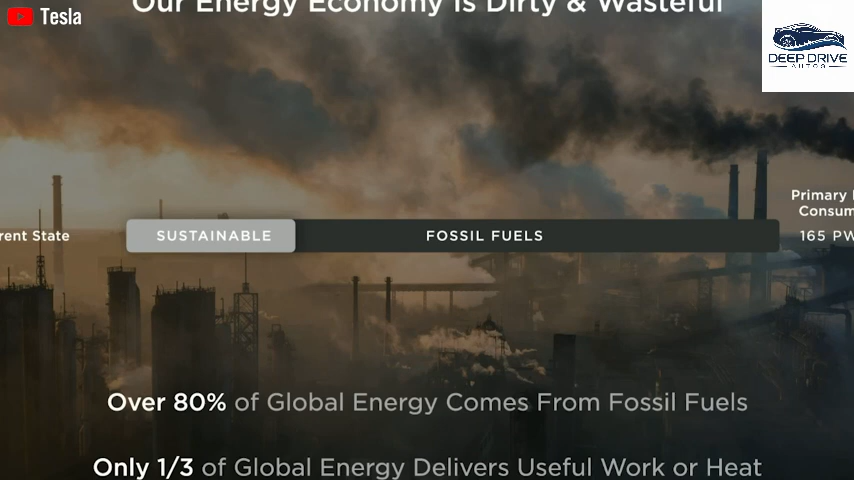 Our Energy Economy is Dirty & Wasteful
Tesla
DEEP DRIVE
AUTOS
Primary
Consum
rent State
SUSTAINABLE
FOSSIL FUELS
165 PW
Over 80% of Global Energy Comes From Fossil Fuels
Only 1/3 of Global Energy Delivers Useful Work or Heat